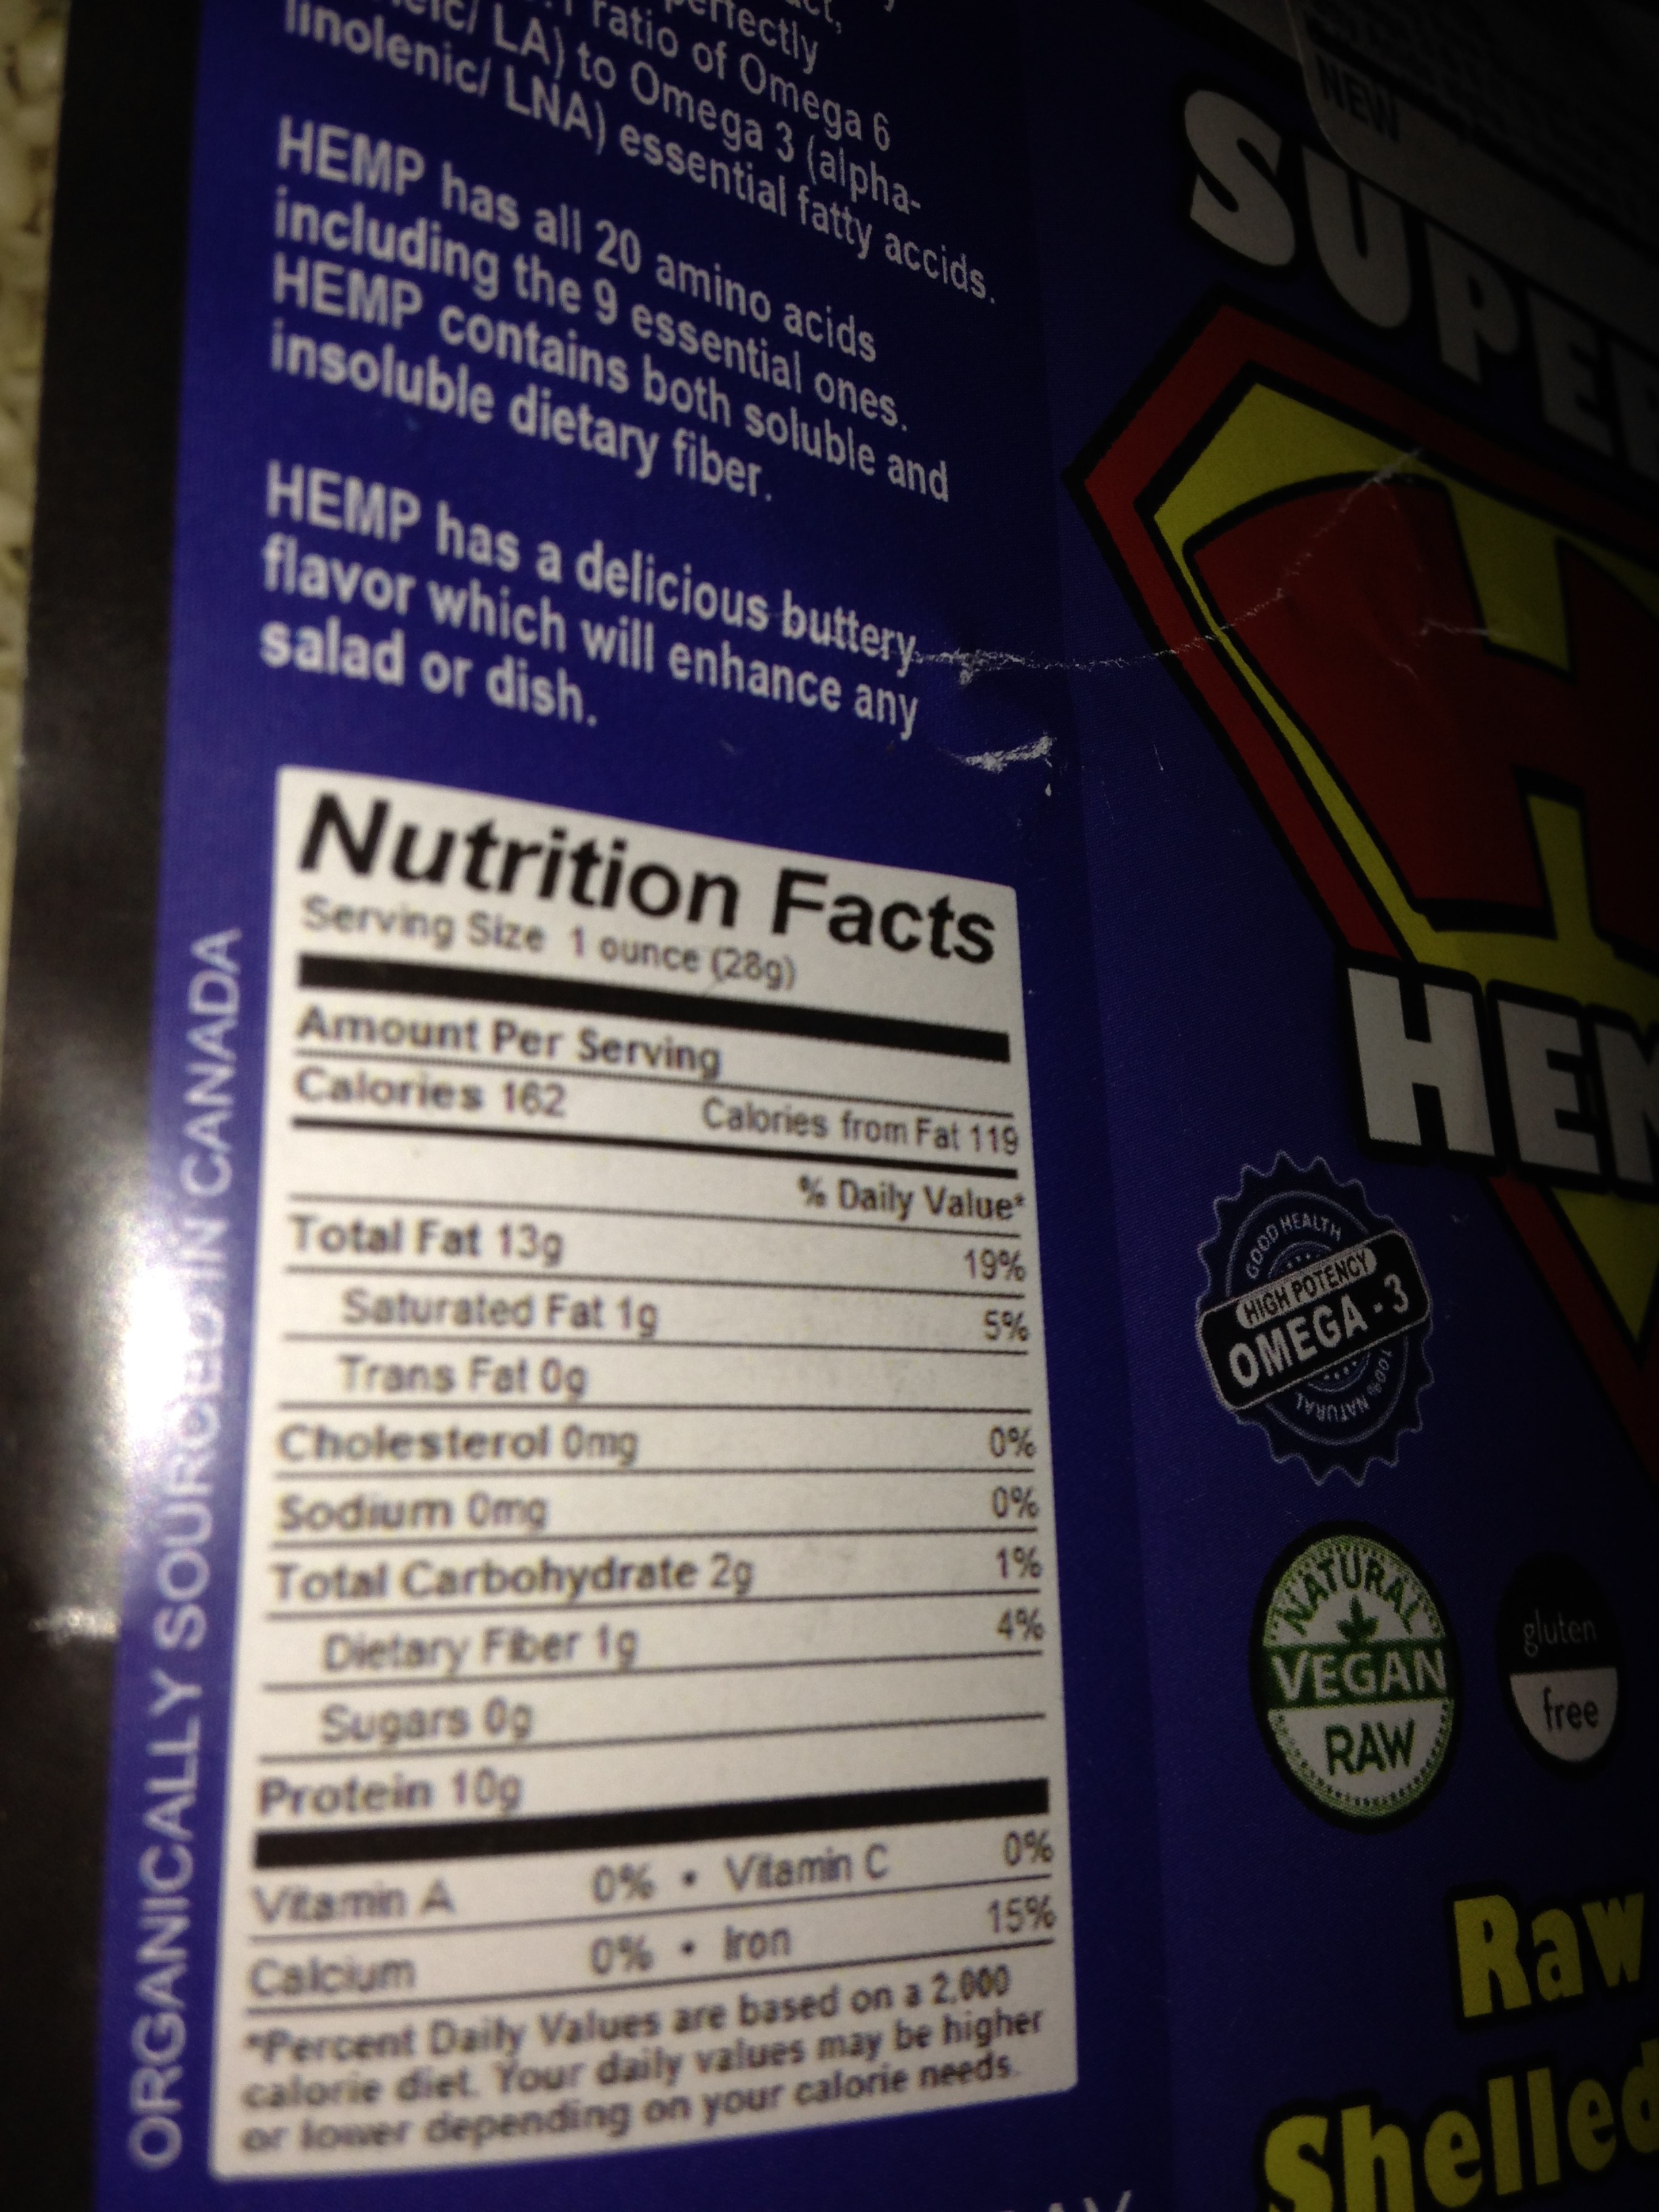 perfectly
ratio of Omega 6
LA) to Omega 3 (alpha-
linolenic/ LNA) essential fatty accids.
HEMP has all 20 amino acids
including the 9 essential ones.
HEMP contains both soluble and
insoluble dietary fiber.
HEMP has a delicious buttery
flavor which will enhance any
salad or dish.
Nutrition Facts
Serving Size 1 ounce (28g)
Amount Per Serving
Calories 162 Calories from Fat 119
% Daily Value*
Total Fat 13g 19%
Saturated Fat 1g 5%
Trans Fat 0g
Cholesterol 0mg 0%
Sodium 0mg 0%
Total Carbohydrate 2g 1%
Dietary Fiber 1g 4%
Sugars 0g
Protein 10g
Vitamin A 0% • Vitamin C 0%
Calcium 0% • Iron 15%
*Percent Daily Values are based on a 2,000
calorie diet. Your daily values may be higher
or lower depending on your calorie needs.
ORGANICALLY SOURCED IN CANADA
NEW
SUPER
H
HEM
GOOD HEALTH
HIGH POTENCY
OMEGA-3
100% NATURAL
NATURAL
VEGAN
RAW
gluten
free
Raw
Shelled